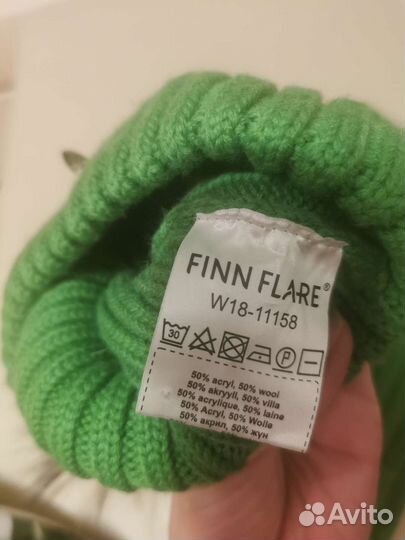 FINN FLARE®
W18-11158
30 P
50% acryl, 50% wool
50% akryyli, 50% villa
50% acrylique, 50% laine
50% Acryl, 50% Wolle
50% акрил, 50% жүн
Avito